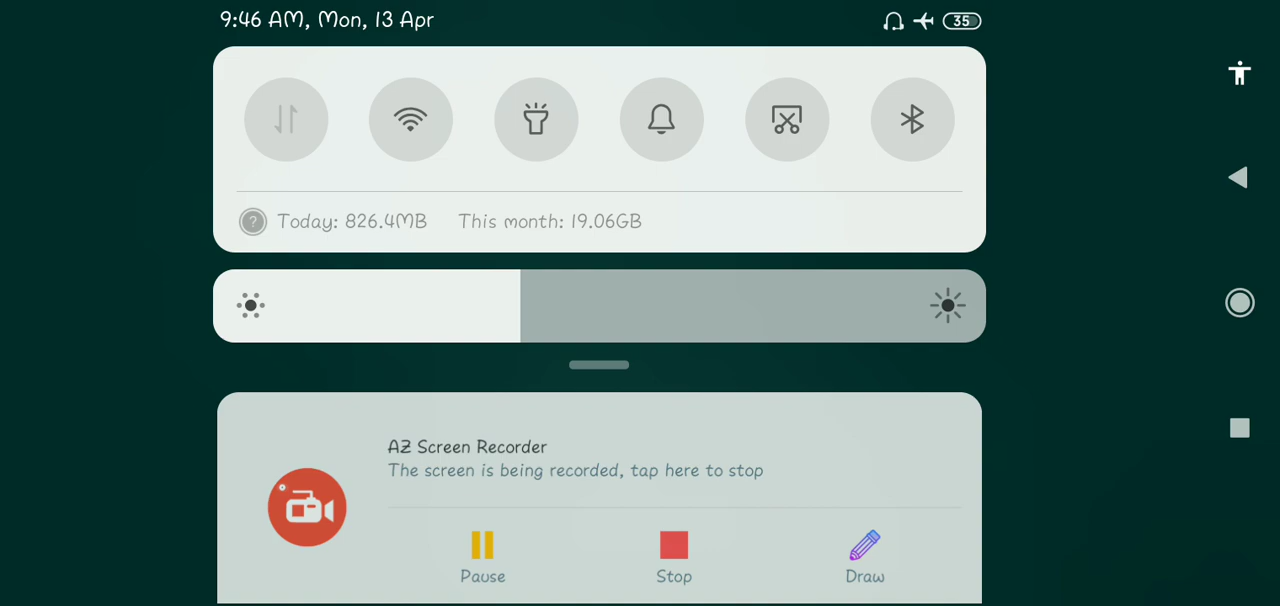 9:46 AM, Mon, 13 Apr 35
? Today: 826.4MB This month: 19.06GB
AZ Screen Recorder
The screen is being recorded, tap here to stop
Pause Stop Draw